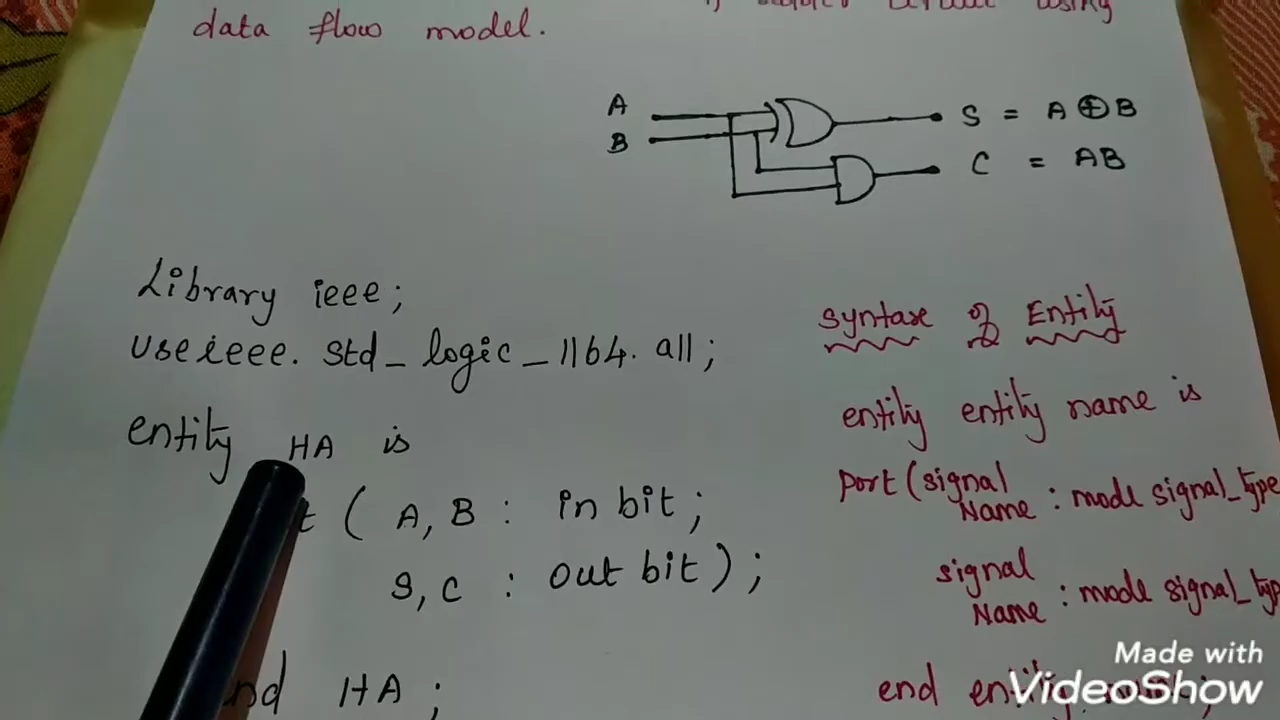 using
data flow model.
A
B
S = A ⊕ B
C = AB
Library ieee;
Use ieee. std_logic_1164. all;
entity HA is
( A, B : in bit;
S, C : out bit);
HA ;
Syntax of Entity
entity entity name is
Port (signal Name : mode signal_type
signal Name : mode signal_typ
end
Made with
VideoShow